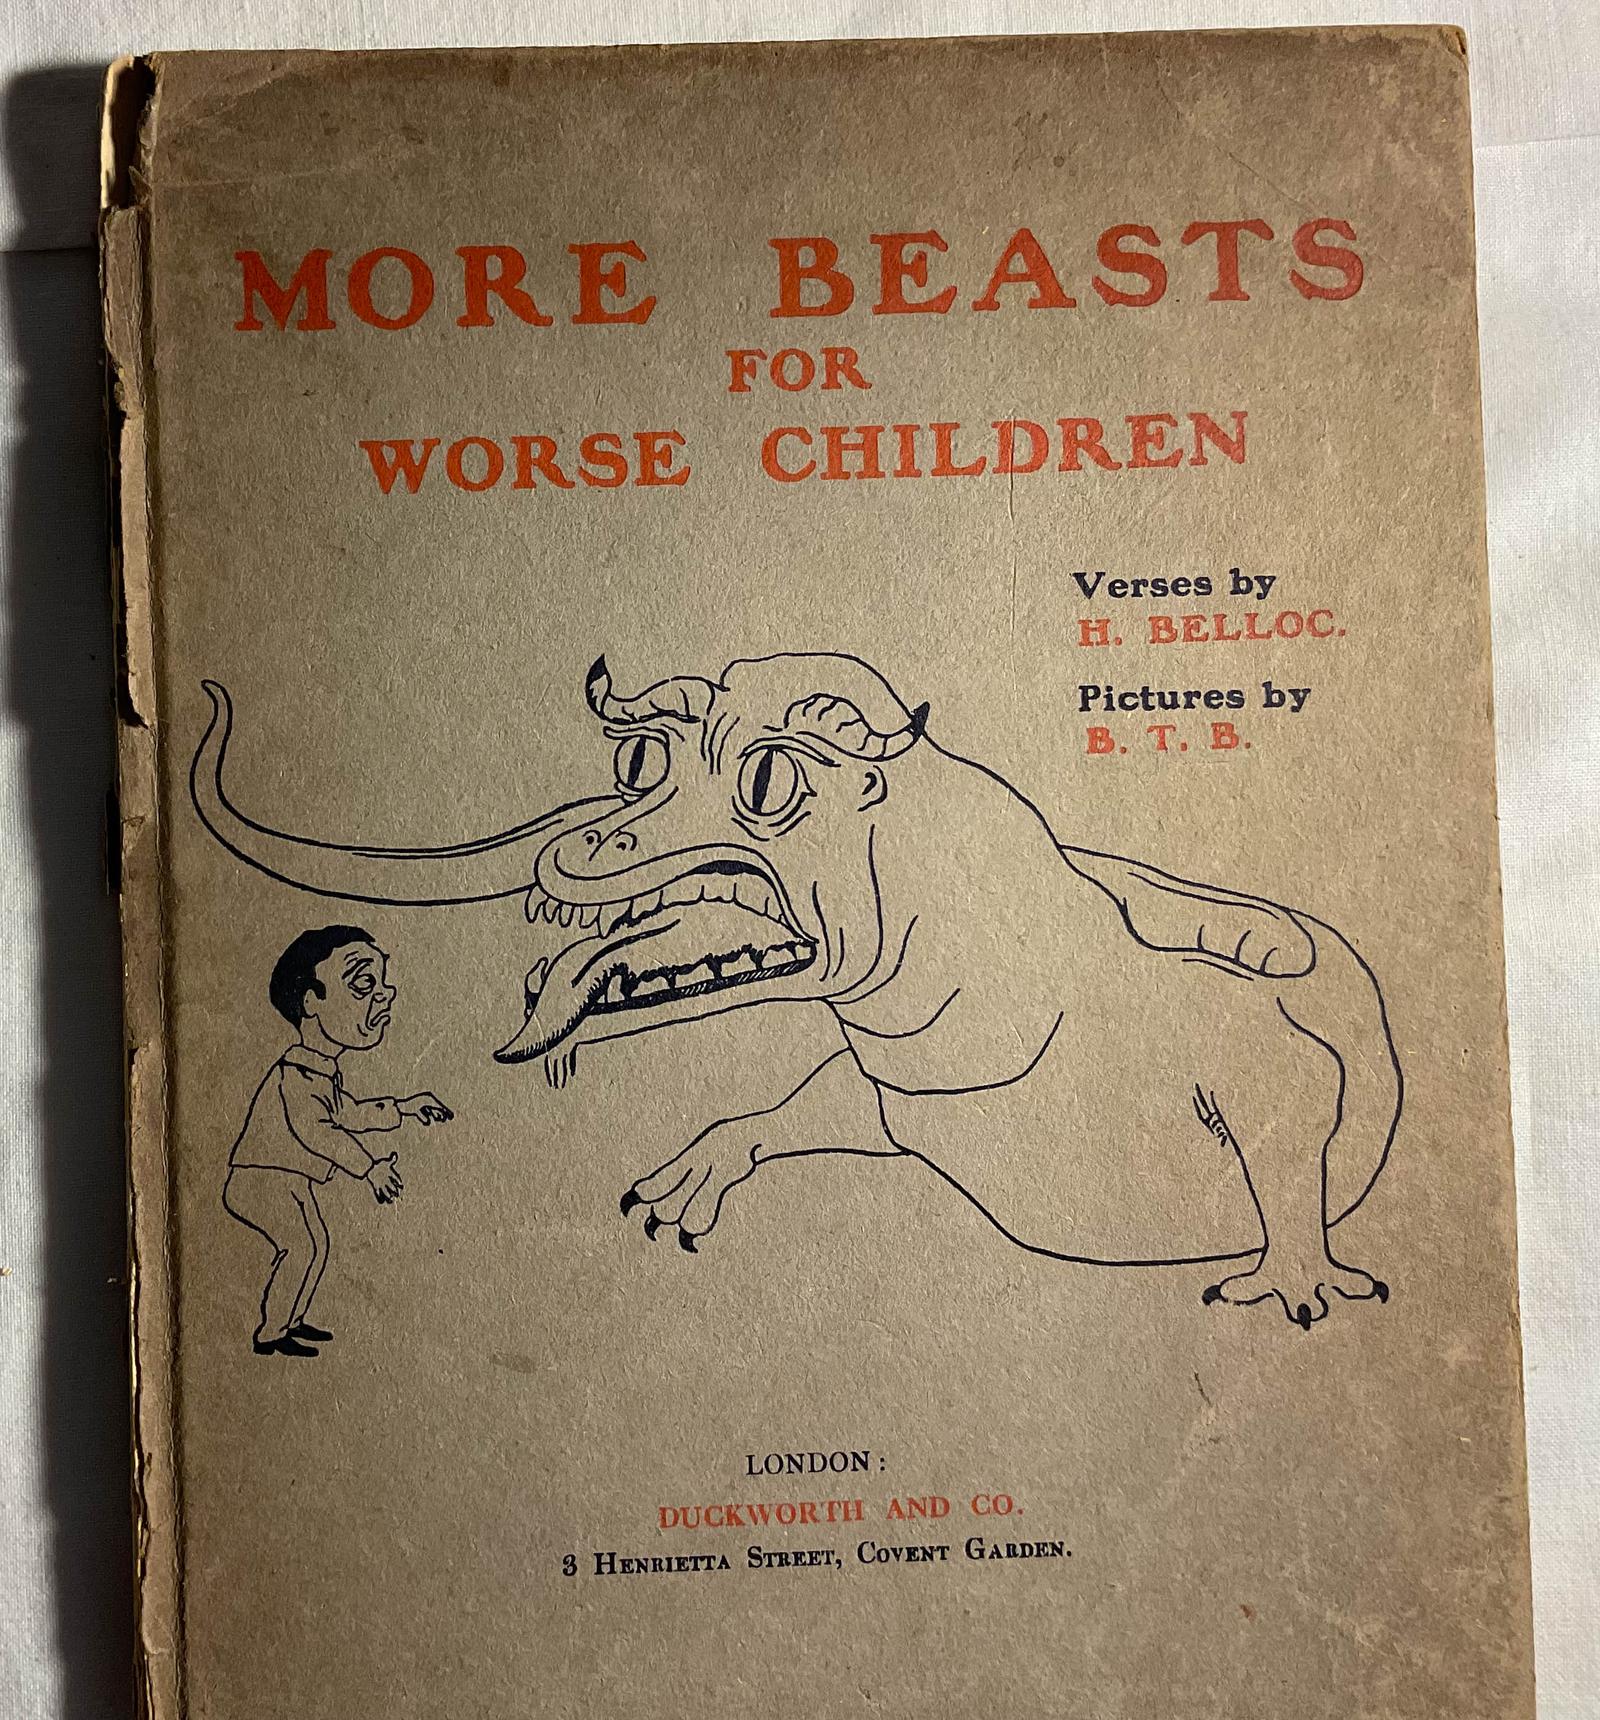 MORE BEASTS
FOR
WORSE CHILDREN
Verses by
H. BELLOC.
Pictures by
B. T. B.
LONDON:
DUCKWORTH AND CO.
3 HENRIETTA STREET, COVENT GARDEN.